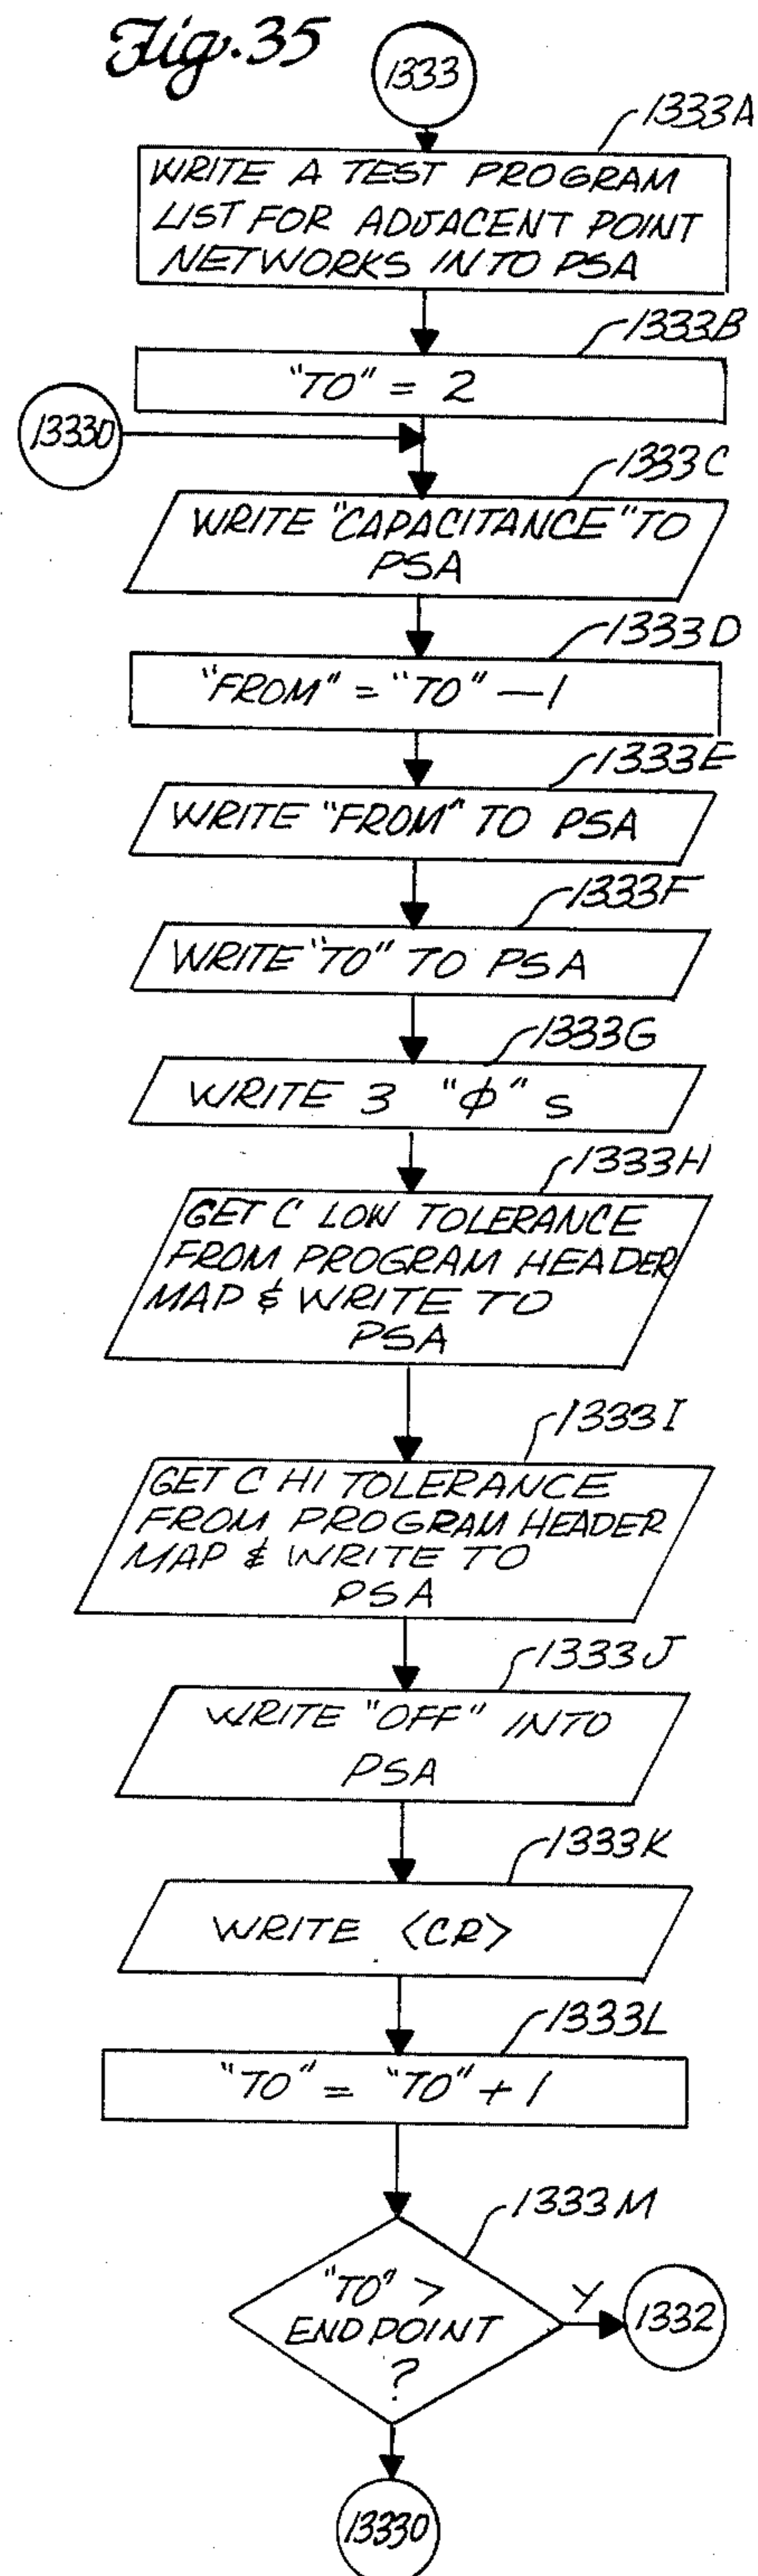 Fig. 35
1333
1333A
WRITE A TEST PROGRAM
LIST FOR ADJACENT POINT
NETWORKS INTO PSA
1333B
"TO" = 2
13330
1333C
WRITE "CAPACITANCE" TO
PSA
1333D
"FROM" = "TO" — 1
1333E
WRITE "FROM" TO PSA
1333F
WRITE "TO" TO PSA
1333G
WRITE 3 "ϕ" s
1333H
GET C LOW TOLERANCE
FROM PROGRAM HEADER
MAP & WRITE TO
PSA
1333I
GET C HI TOLERANCE
FROM PROGRAM HEADER
MAP & WRITE TO
PSA
1333J
WRITE "OFF" INTO
PSA
1333K
WRITE <CR>
1333L
"TO" = "TO" + 1
1333M
"TO" >
END POINT
?
Y
1332
13330